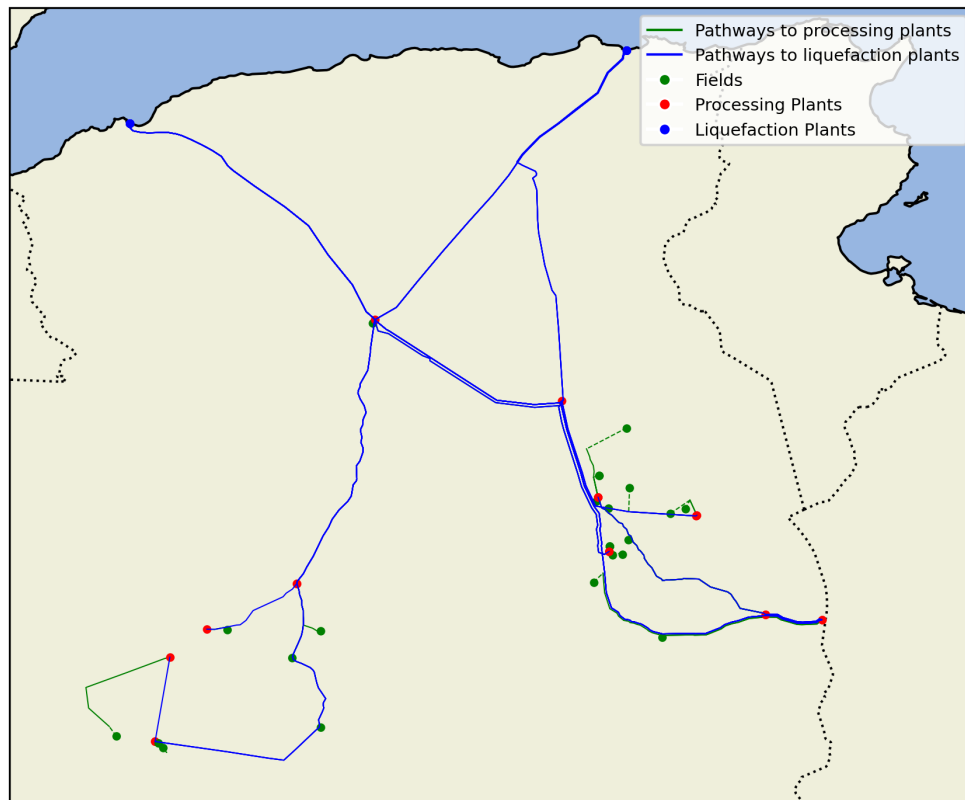 Pathways to processing plants
Pathways to liquefaction plants
Fields
Processing Plants
Liquefaction Plants